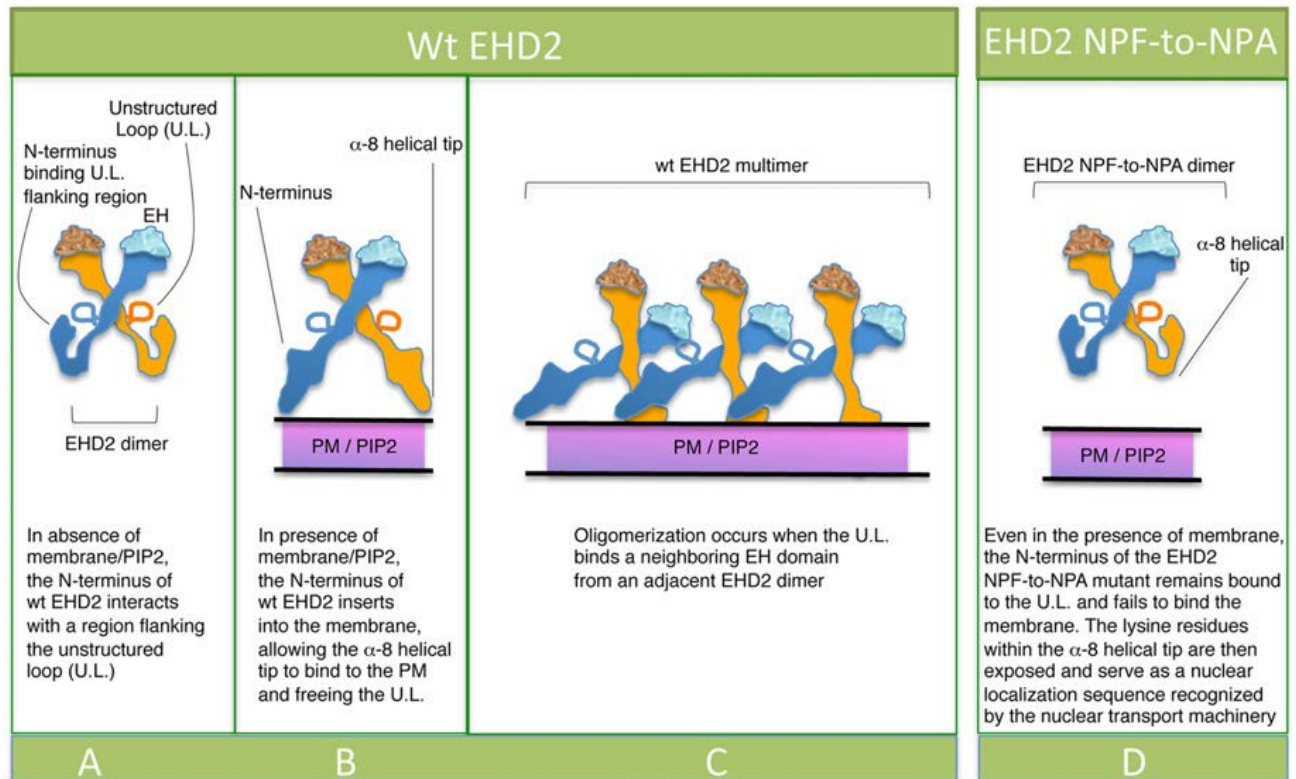 Wt EHD2
EHD2 NPF-to-NPA
Unstructured
Loop (U.L.)
N-terminus
binding U.L.
flanking region
EH
EHD2 dimer
In absence of
membrane/PIP2,
the N-terminus of
wt EHD2 interacts
with a region flanking
the unstructured
loop (U.L.)
A
α-8 helical tip
N-terminus
PM / PIP2
In presence of
membrane/PIP2,
the N-terminus of
wt EHD2 inserts
into the membrane,
allowing the α-8 helical
tip to bind to the PM
and freeing the U.L.
B
wt EHD2 multimer
PM / PIP2
Oligomerization occurs when the U.L.
binds a neighboring EH domain
from an adjacent EHD2 dimer
C
EHD2 NPF-to-NPA dimer
α-8 helical
tip
PM / PIP2
Even in the presence of membrane,
the N-terminus of the EHD2
NPF-to-NPA mutant remains bound
to the U.L. and fails to bind the
membrane. The lysine residues
within the α-8 helical tip are then
exposed and serve as a nuclear
localization sequence recognized
by the nuclear transport machinery
D